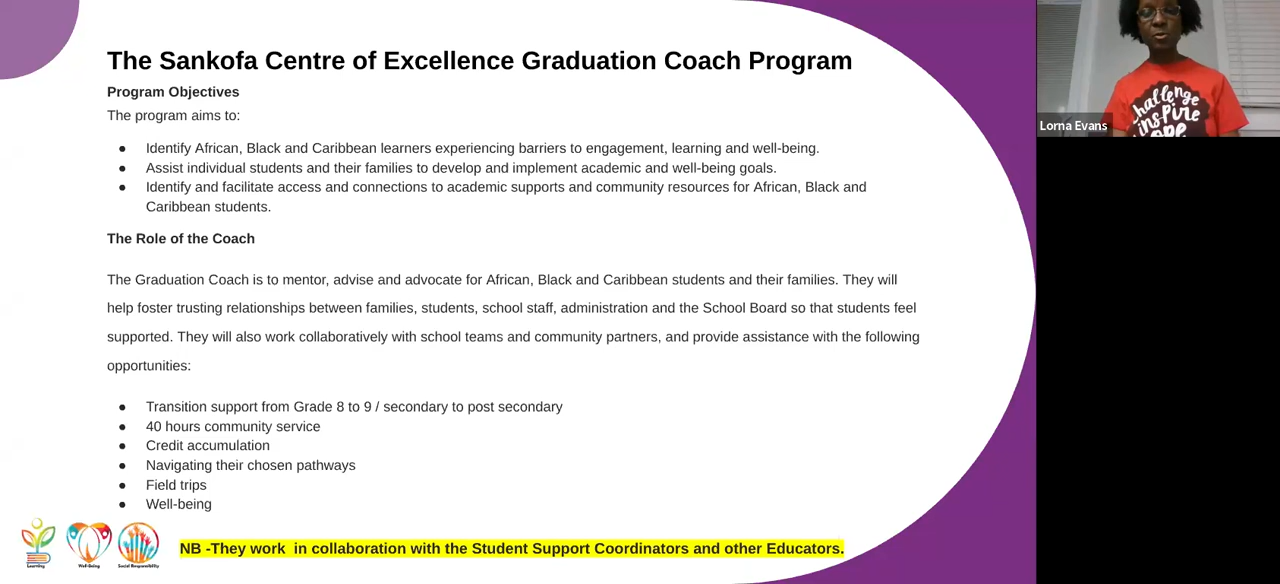 The Sankofa Centre of Excellence Graduation Coach Program
Program Objectives
The program aims to:
● Identify African, Black and Caribbean learners experiencing barriers to engagement, learning and well-being.
● Assist individual students and their families to develop and implement academic and well-being goals.
● Identify and facilitate access and connections to academic supports and community resources for African, Black and
Caribbean students.
The Role of the Coach
The Graduation Coach is to mentor, advise and advocate for African, Black and Caribbean students and their families. They will
help foster trusting relationships between families, students, school staff, administration and the School Board so that students feel
supported. They will also work collaboratively with school teams and community partners, and provide assistance with the following
opportunities:
● Transition support from Grade 8 to 9 / secondary to post secondary
● 40 hours community service
● Credit accumulation
● Navigating their chosen pathways
● Field trips
● Well-being
Learning
Well-Being
Social Responsibility
NB -They work  in collaboration with the Student Support Coordinators and other Educators.
challenge
inspire
Lorna Evans